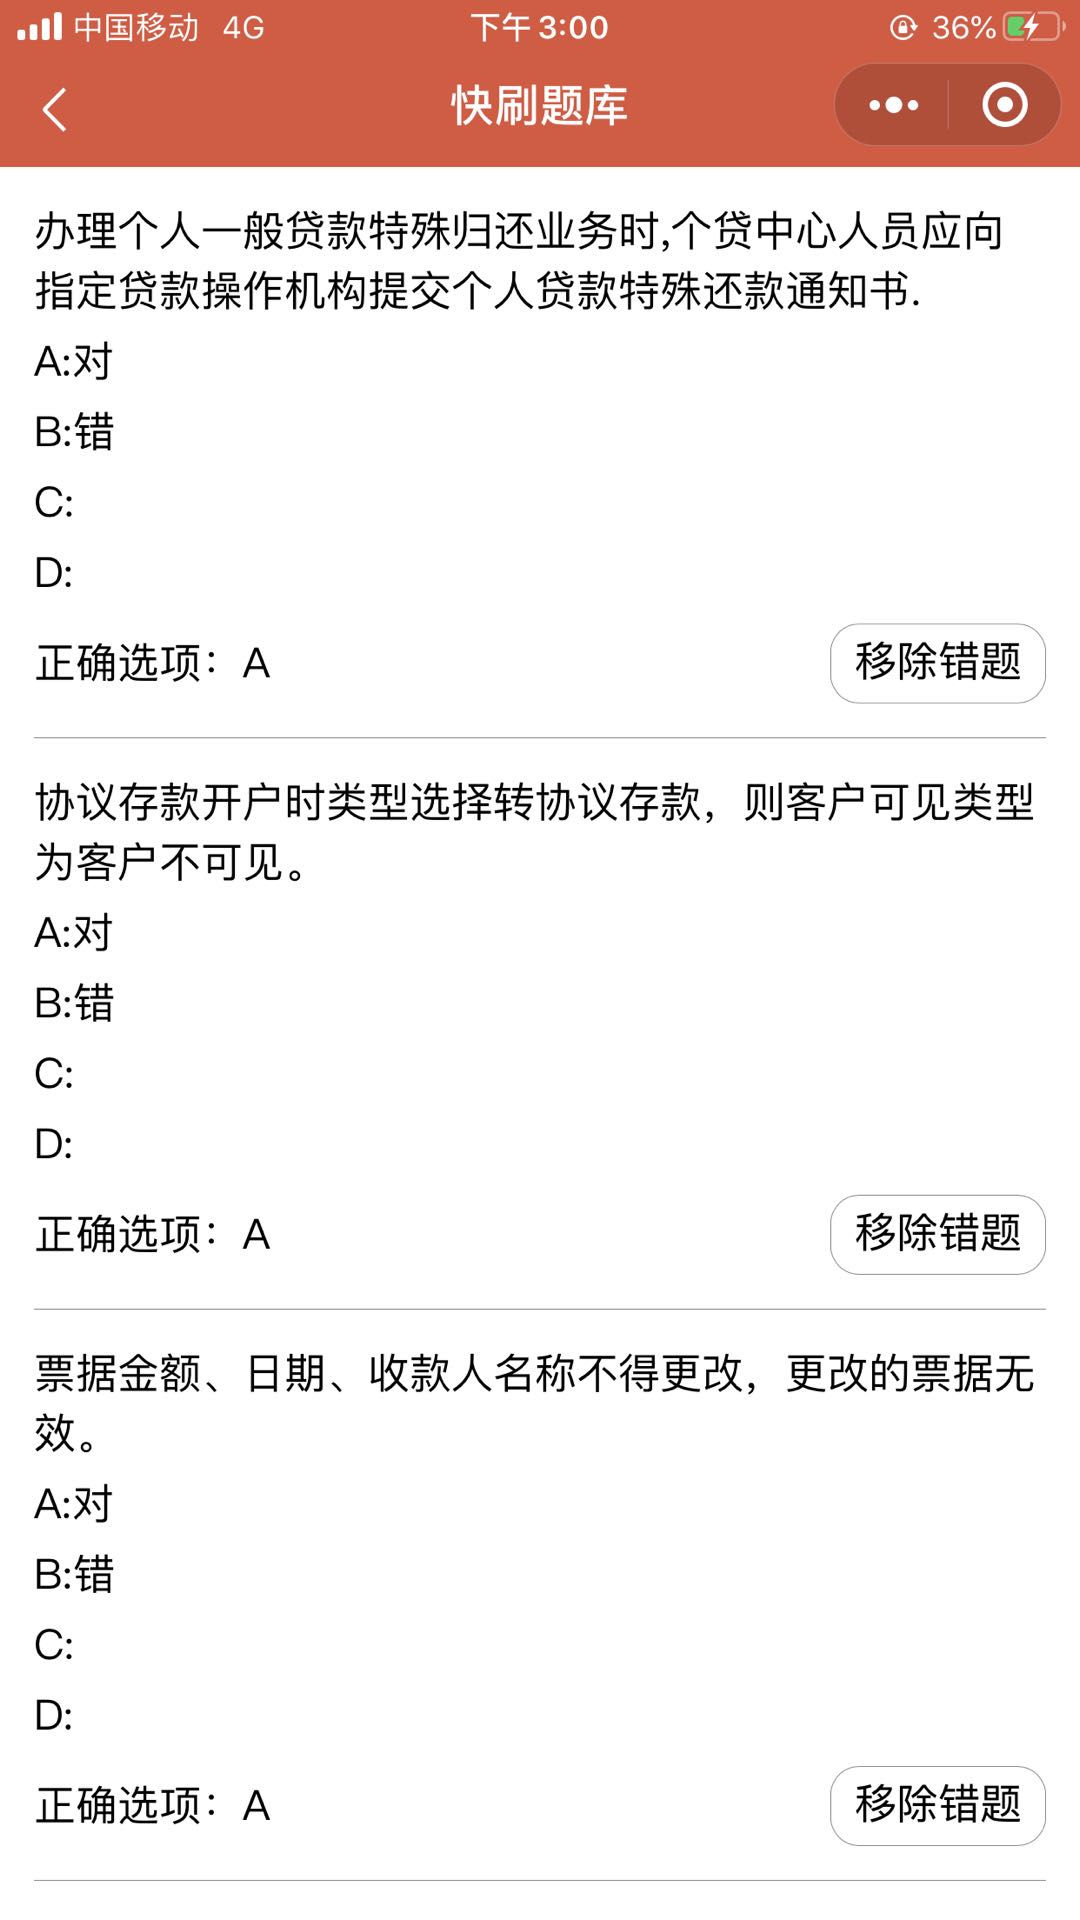 中国移动 4G 下午3:00 36%
快刷题库
办理个人一般贷款特殊归还业务时,个贷中心人员应向
指定贷款操作机构提交个人贷款特殊还款通知书.
A:对
B:错
C:
D:
正确选项：A 移除错题
协议存款开户时类型选择转协议存款，则客户可见类型
为客户不可见。
A:对
B:错
C:
D:
正确选项：A 移除错题
票据金额、日期、收款人名称不得更改，更改的票据无
效。
A:对
B:错
C:
D:
正确选项：A 移除错题